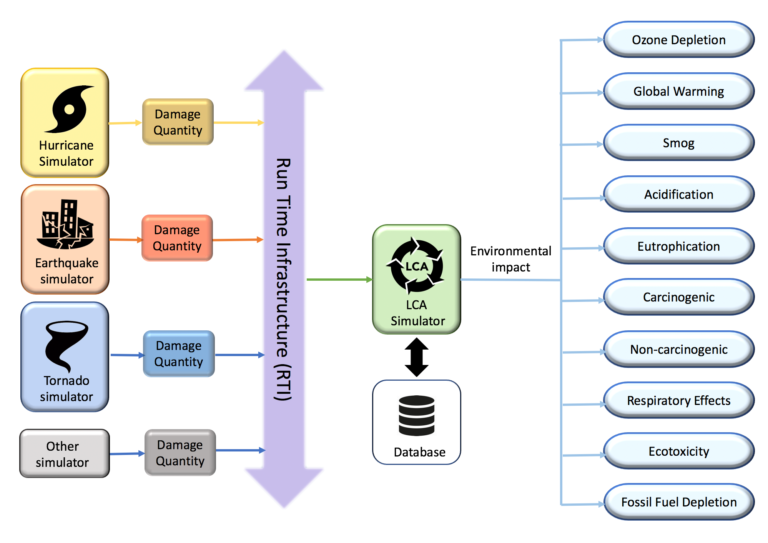 Hurricane
Simulator
Damage
Quantity
Earthquake
simulator
Damage
Quantity
Tornado
simulator
Damage
Quantity
Other
simulator
Damage
Quantity
Run Time Infrastructure (RTI)
LCA
LCA
Simulator
Database
Environmental
impact
Ozone Depletion
Global Warming
Smog
Acidification
Eutrophication
Carcinogenic
Non-carcinogenic
Respiratory Effects
Ecotoxicity
Fossil Fuel Depletion